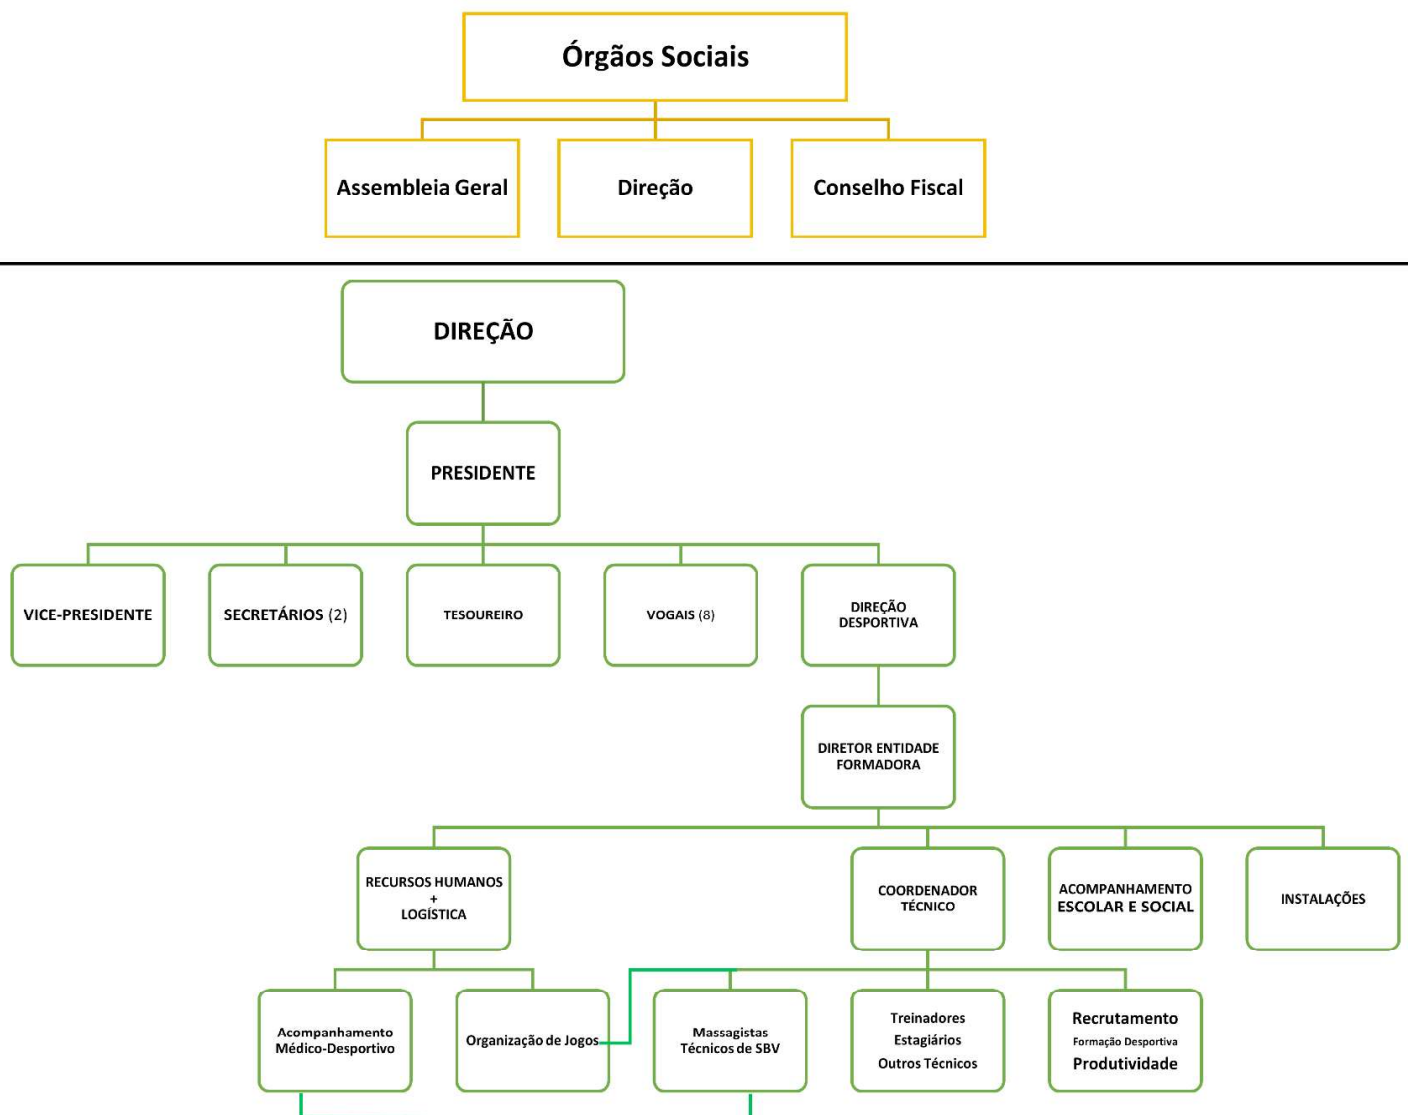 Órgãos Sociais
Assembleia Geral
Direção
Conselho Fiscal
DIREÇÃO
PRESIDENTE
VICE-PRESIDENTE
SECRETÁRIOS (2)
TESOUREIRO
VOGAIS (8)
DIREÇÃO
DESPORTIVA
DIRETOR ENTIDADE
FORMADORA
RECURSOS HUMANOS
+
LOGÍSTICA
COORDENADOR
TÉCNICO
ACOMPANHAMENTO
ESCOLAR E SOCIAL
INSTALAÇÕES
Acompanhamento
Médico-Desportivo
Organização de Jogos
Massagistas
Técnicos de SBV
Treinadores
Estagiários
Outros Técnicos
Recrutamento
Formação Desportiva
Produtividade